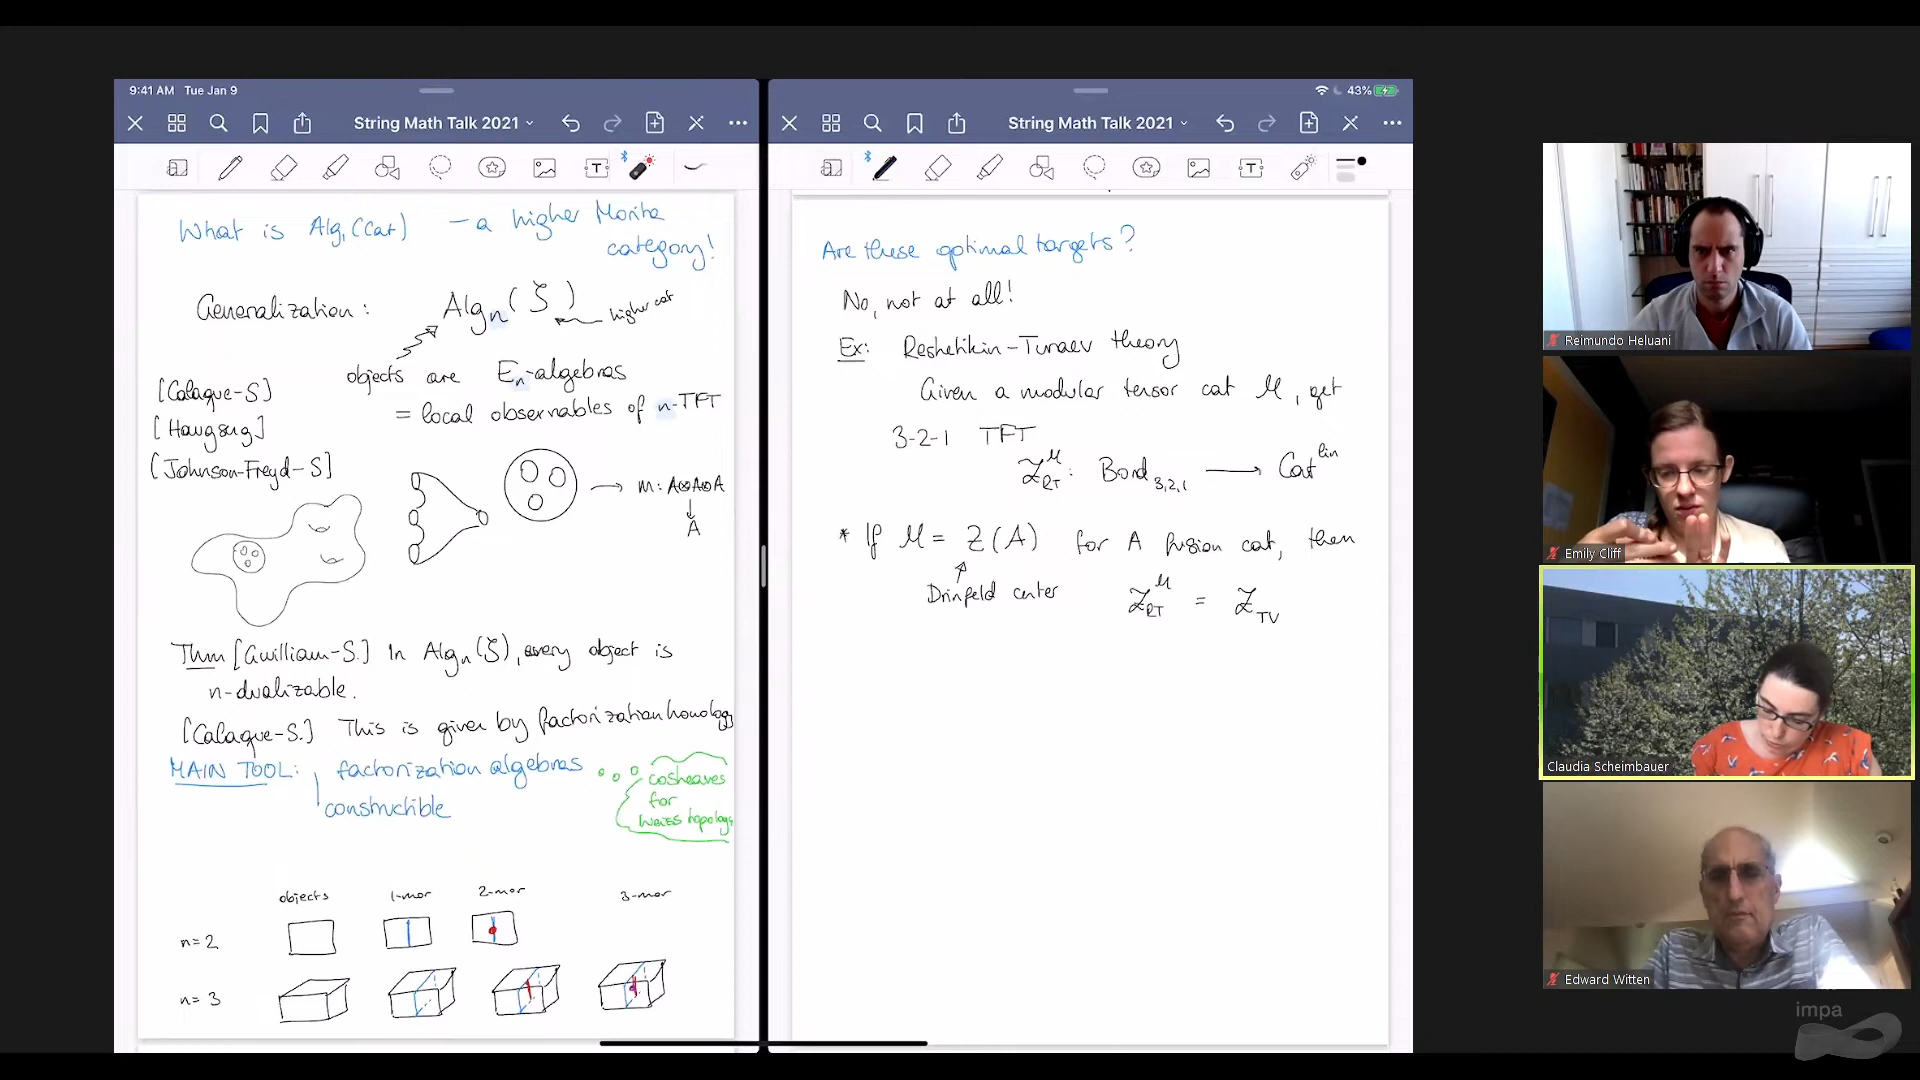 9:41 AM Tue Jan 9
43%
String Math Talk 2021
String Math Talk 2021
What is Alg₁(Cat) – a higher Morita
category!
Generalization: Algₙ(ζ) higher cat
objects are Eₙ-algebras
= local observables of n-TFT
[Calaque-S]
[Haugseng]
[Johnson-Freyd-S]
m: A⊗A⊗A
↓
A
Thm [Gwilliam-S.] In Algₙ(ζ), every object is
n-dualizable.
[Calaque-S.] This is given by factorization homology
MAIN TOOL: factorization algebras
constructible
cosheaves
for
Weiss topology
objects 1-mor 2-mor 3-mor
n=2
n=3
Are these optimal targets?
No, not at all!
Ex: Reshetikin-Turaev theory
Given a modular tensor cat M, get
3-2-1 TFT
Z_RT^M: Bord_3,2,1 → Cat^lin
* If M = Z(A) for A fusion cat, then
↑
Drinfeld center Z_RT^M = Z_TV
Reimundo Heluani
Emily Cliff
Claudia Scheimbauer
Edward Witten
impa